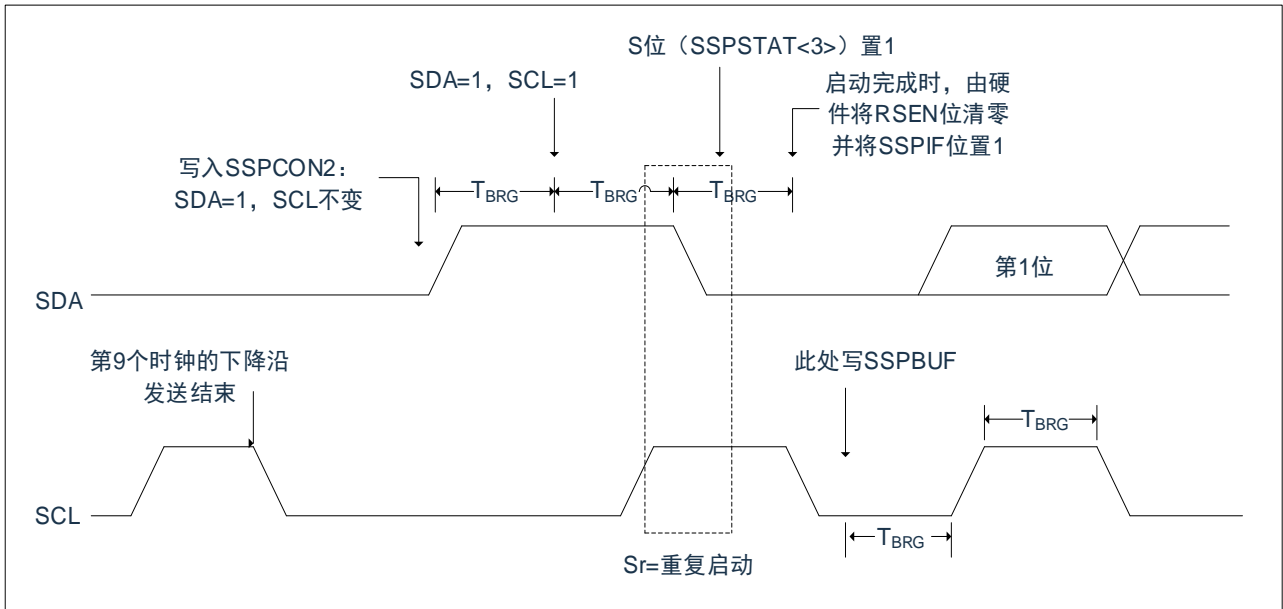 S位（SSPSTAT<3>）置1
SDA=1，SCL=1
启动完成时，由硬
件将RSEN位清零
并将SSPIF位置1
写入SSPCON2：
SDA=1，SCL不变
TBRG
TBRG
TBRG
第1位
SDA
第9个时钟的下降沿
发送结束
此处写SSPBUF
TBRG
SCL
TBRG
Sr=重复启动